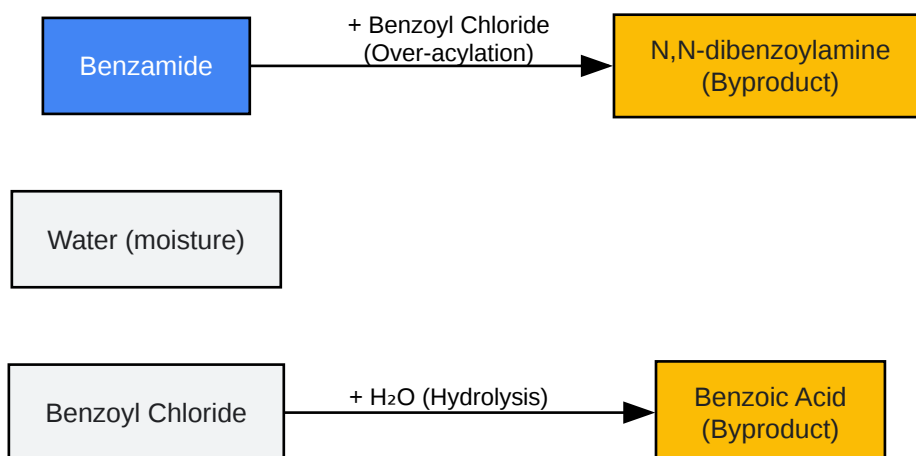 Benzamide
+ Benzoyl Chloride
(Over-acylation)
N,N-dibenzoylamine
(Byproduct)
Water (moisture)
Benzoyl Chloride
+ H₂O (Hydrolysis)
Benzoic Acid
(Byproduct)